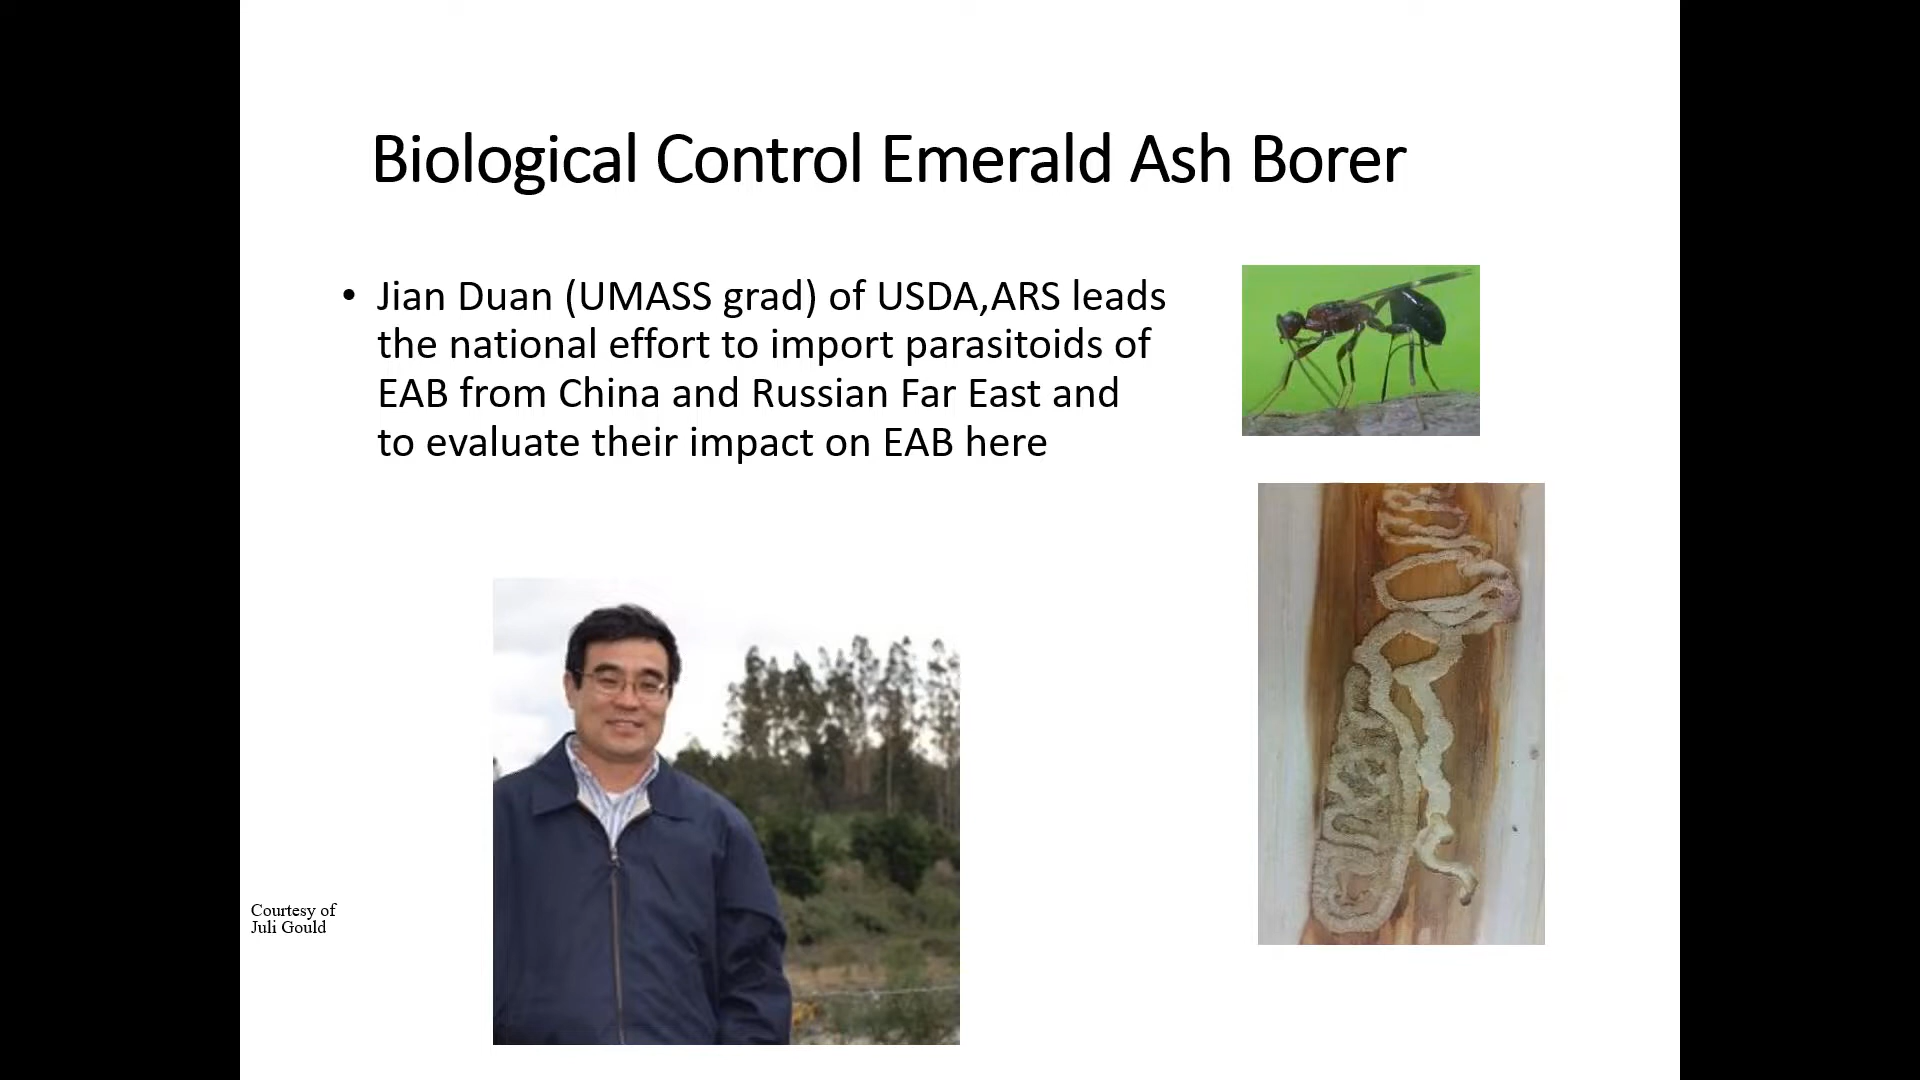 Biological Control Emerald Ash Borer
• Jian Duan (UMASS grad) of USDA,ARS leads
the national effort to import parasitoids of
EAB from China and Russian Far East and
to evaluate their impact on EAB here
Courtesy of
Juli Gould